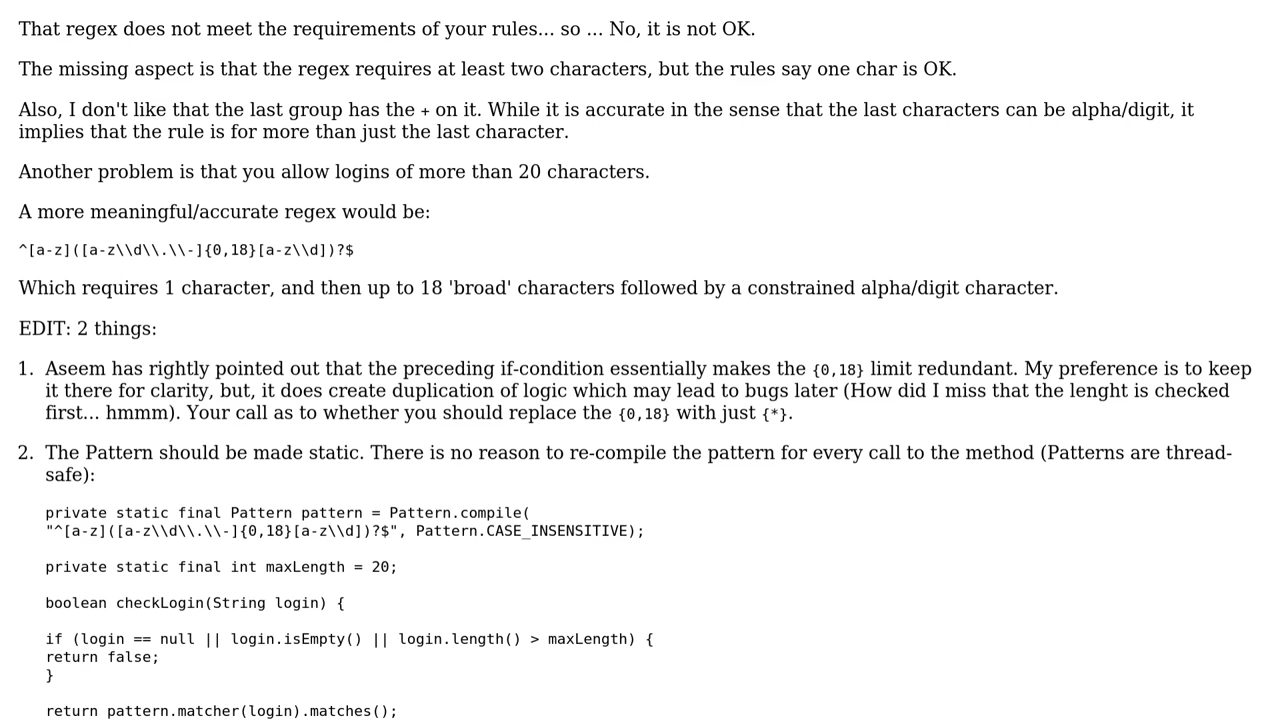 That regex does not meet the requirements of your rules... so ... No, it is not OK.
The missing aspect is that the regex requires at least two characters, but the rules say one char is OK.
Also, I don't like that the last group has the + on it. While it is accurate in the sense that the last characters can be alpha/digit, it
implies that the rule is for more than just the last character.
Another problem is that you allow logins of more than 20 characters.
A more meaningful/accurate regex would be:
^[a-z]([a-z\\d\\.\\-]{0,18}[a-z\\d])?$
Which requires 1 character, and then up to 18 'broad' characters followed by a constrained alpha/digit character.
EDIT: 2 things:
1. Aseem has rightly pointed out that the preceding if-condition essentially makes the {0,18} limit redundant. My preference is to keep
it there for clarity, but, it does create duplication of logic which may lead to bugs later (How did I miss that the lenght is checked
first... hmmm). Your call as to whether you should replace the {0,18} with just {*}.
2. The Pattern should be made static. There is no reason to re-compile the pattern for every call to the method (Patterns are thread-
safe):
private static final Pattern pattern = Pattern.compile(
"^[a-z]([a-z\\d\\.\\-]{0,18}[a-z\\d])?$", Pattern.CASE_INSENSITIVE);
private static final int maxLength = 20;
boolean checkLogin(String login) {
if (login == null || login.isEmpty() || login.length() > maxLength) {
return false;
}
return pattern.matcher(login).matches();